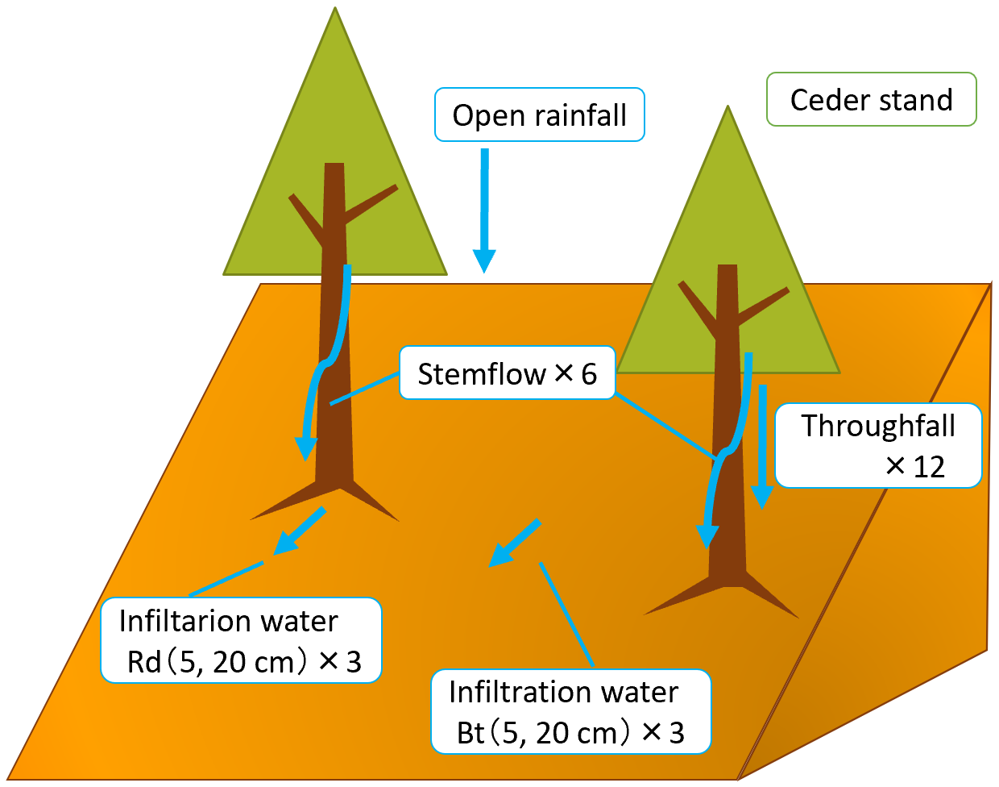 Open rainfall
Ceder stand
Stemflow × 6
Throughfall
× 12
Infiltarion water
Rd（5, 20 cm）× 3
Infiltration water
Bt（5, 20 cm）× 3